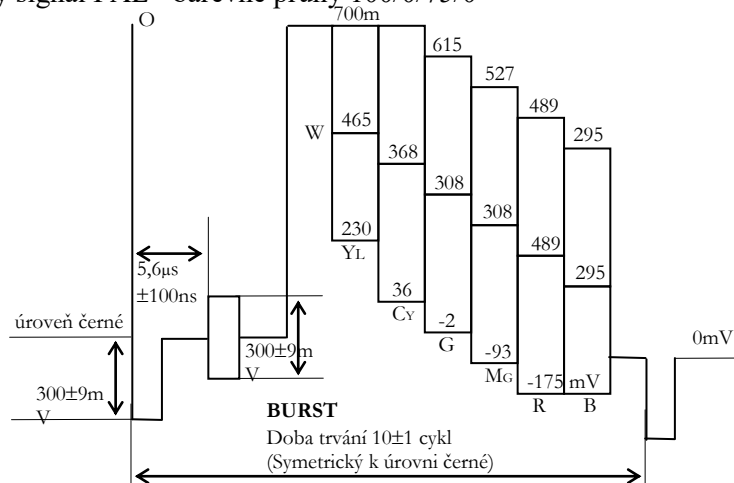 ý signál PAL - barevné pruhy 100/0/75/0
O
700m
615
527
489
295
W
465
368
308
308
489
295
230
YL
36
CY
-2
G
-93
MG
-175 mV
R
B
5,6µs
±100ns
úroveň černé
300±9m
V
300±9m
V
0mV
BURST
Doba trvání 10±1 cykl
(Symetrický k úrovni černé)